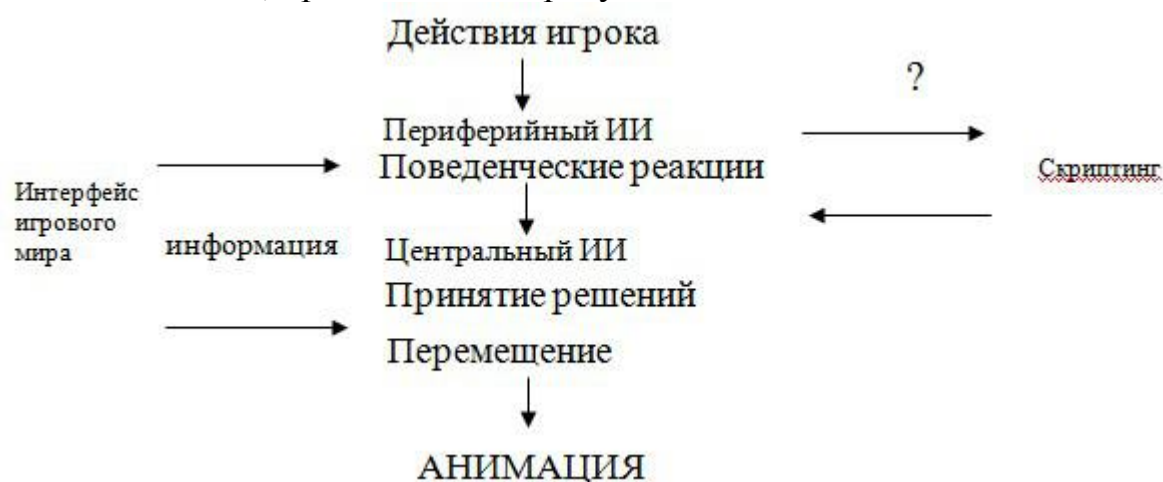 Действия игрока
?
Периферийный ИИ
Поведенческие реакции
Скриптинг
Интерфейс
игрового
мира
информация
Центральный ИИ
Принятие решений
Перемещение
АНИМАЦИЯ